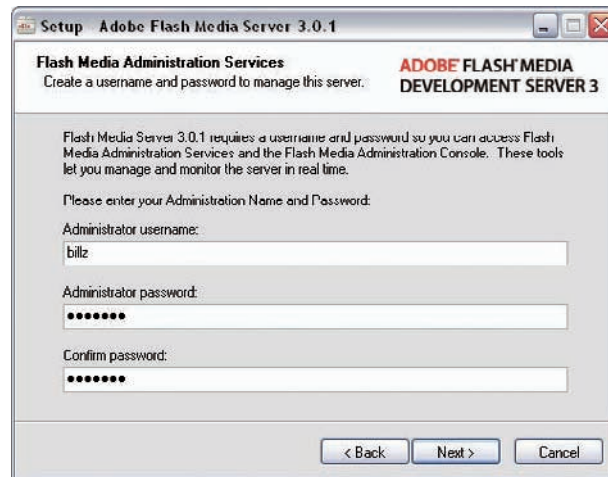 Setup Adobe Flash Media Server 3.0.1
Flash Media Administration Services
Create a username and password to manage this server.
ADOBE® FLASH® MEDIA
DEVELOPMENT SERVER 3
Flash Media Server 3.0.1 requires a username and password so you can access Flash
Media Administration Services and the Flash Media Administration Console. These tools
let you manage and monitor the server in real time.
Please enter your Administration Name and Password:
Administrator username:
billz
Administrator password:
●●●●●●●
Confirm password:
●●●●●●●
< Back
Next >
Cancel